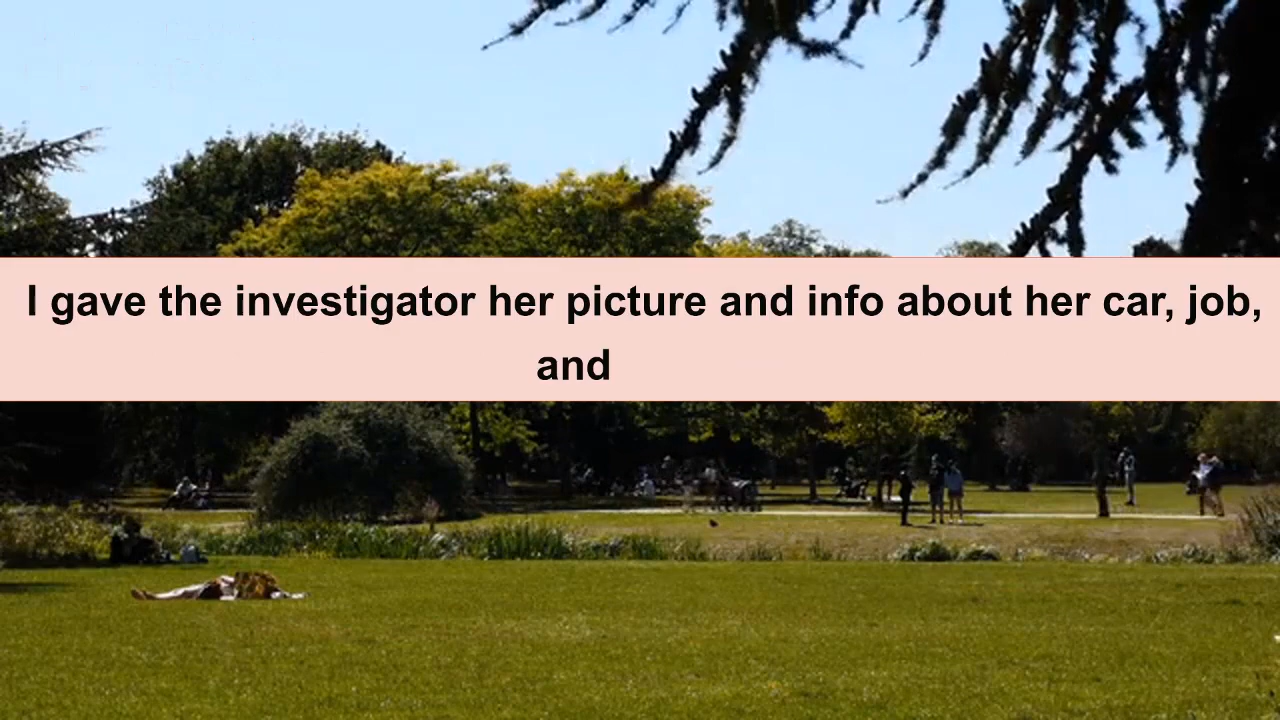 I gave the investigator her picture and info about her car, job,
and